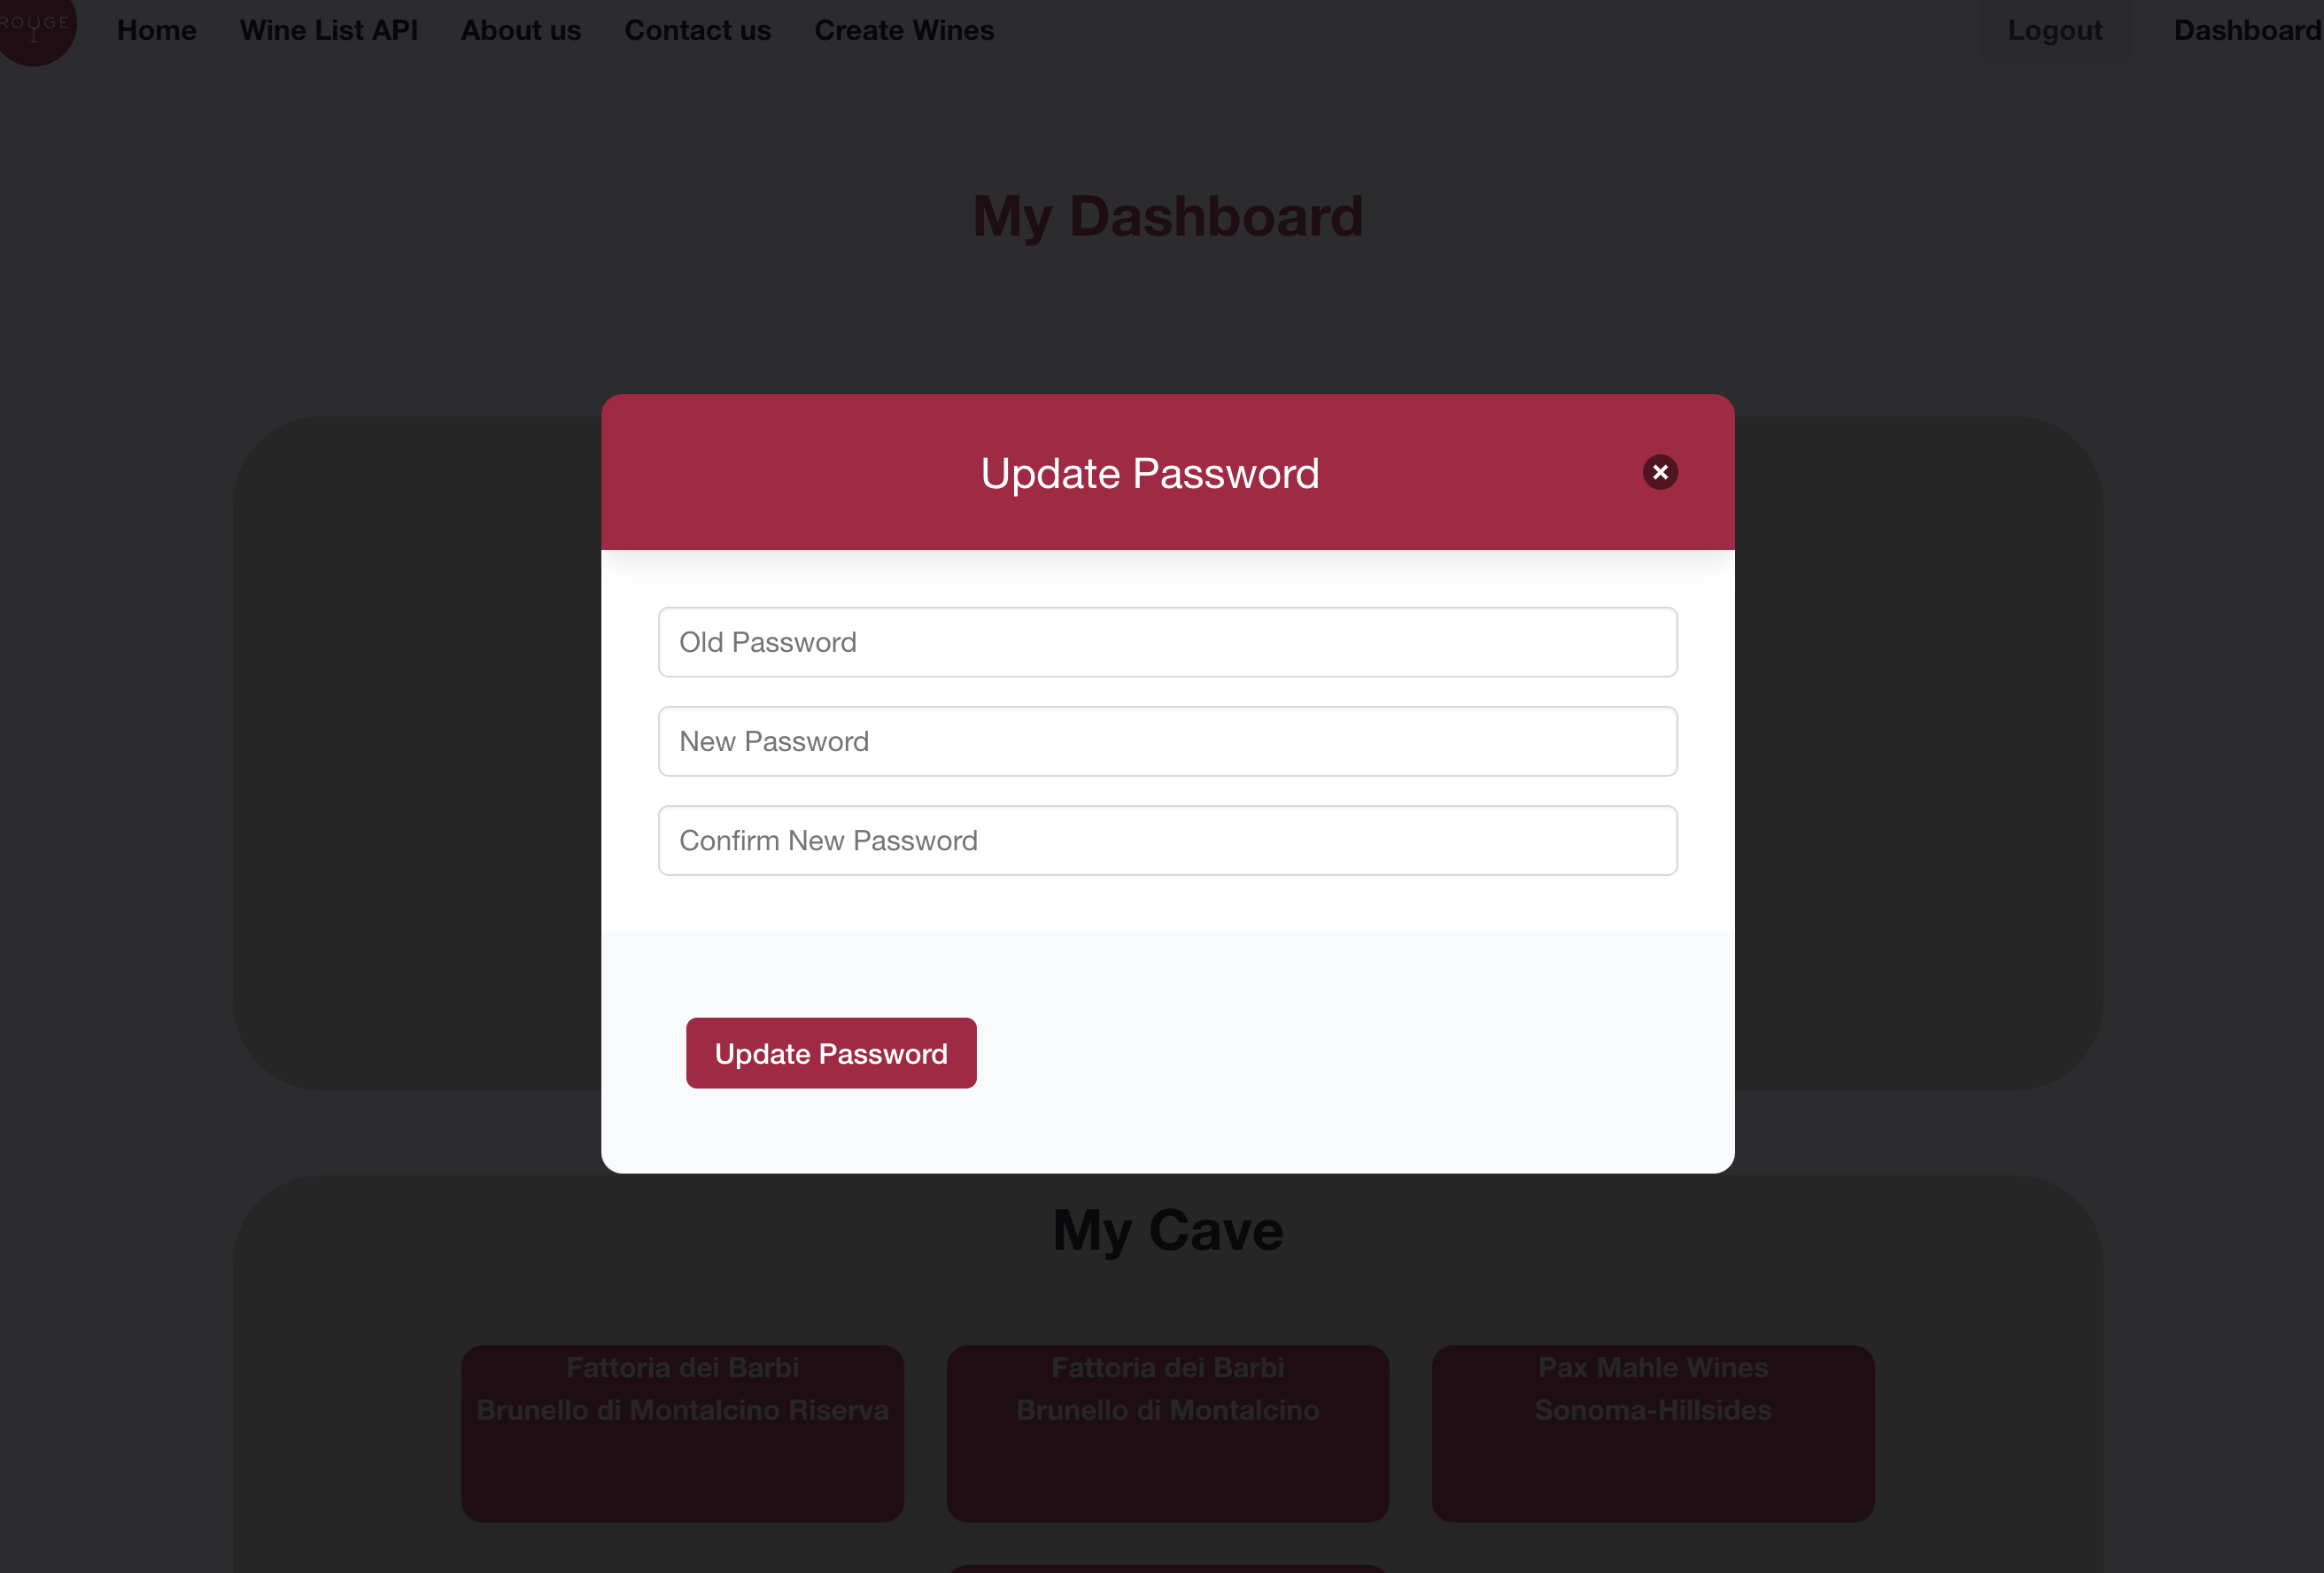 ROUGE
Home Wine List API About us Contact us Create Wines Logout Dashboard
My Dashboard
Update Password
Old Password
New Password
Confirm New Password
Update Password
My Cave
Fattoria dei Barbi
Brunello di Montalcino Riserva
Fattoria dei Barbi
Brunello di Montalcino
Pax Mahle Wines
Sonoma-Hillsides